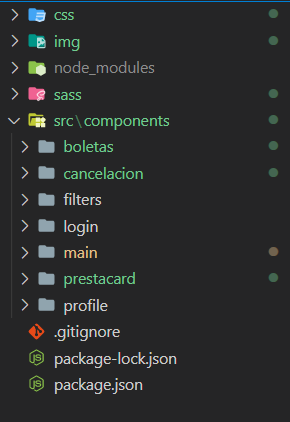 css
img
node_modules
sass
src\components
boletas
cancelacion
filters
login
main
prestacard
profile
.gitignore
package-lock.json
package.json